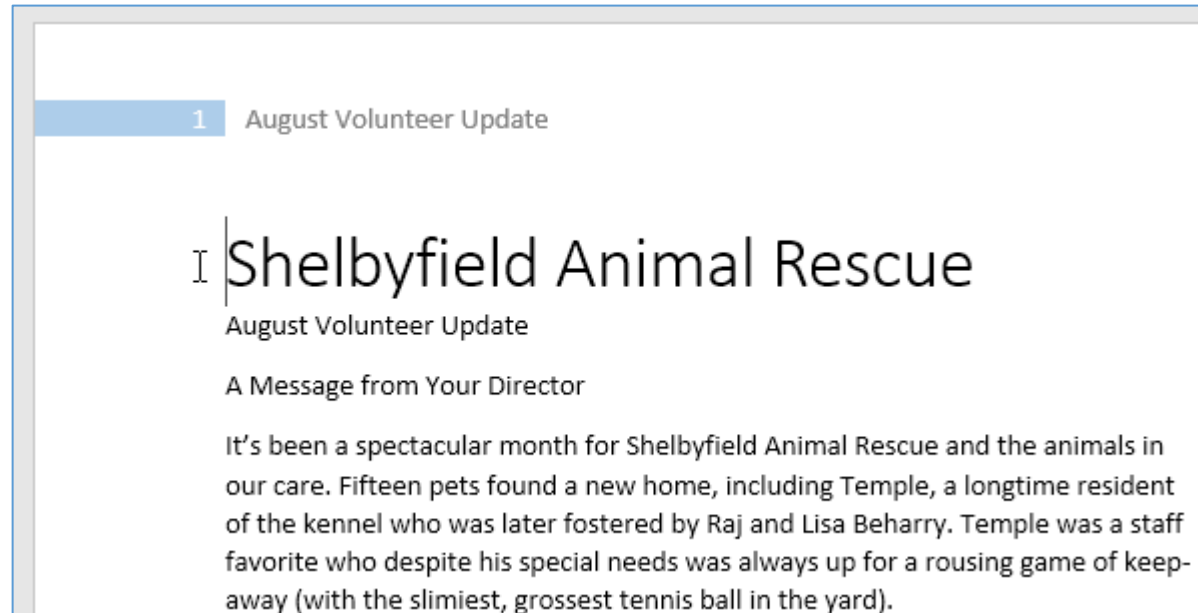 1 August Volunteer Update
Shelbyfield Animal Rescue
August Volunteer Update
A Message from Your Director
It’s been a spectacular month for Shelbyfield Animal Rescue and the animals in
our care. Fifteen pets found a new home, including Temple, a longtime resident
of the kennel who was later fostered by Raj and Lisa Beharry. Temple was a staff
favorite who despite his special needs was always up for a rousing game of keep-
away (with the slimiest, grossest tennis ball in the yard).